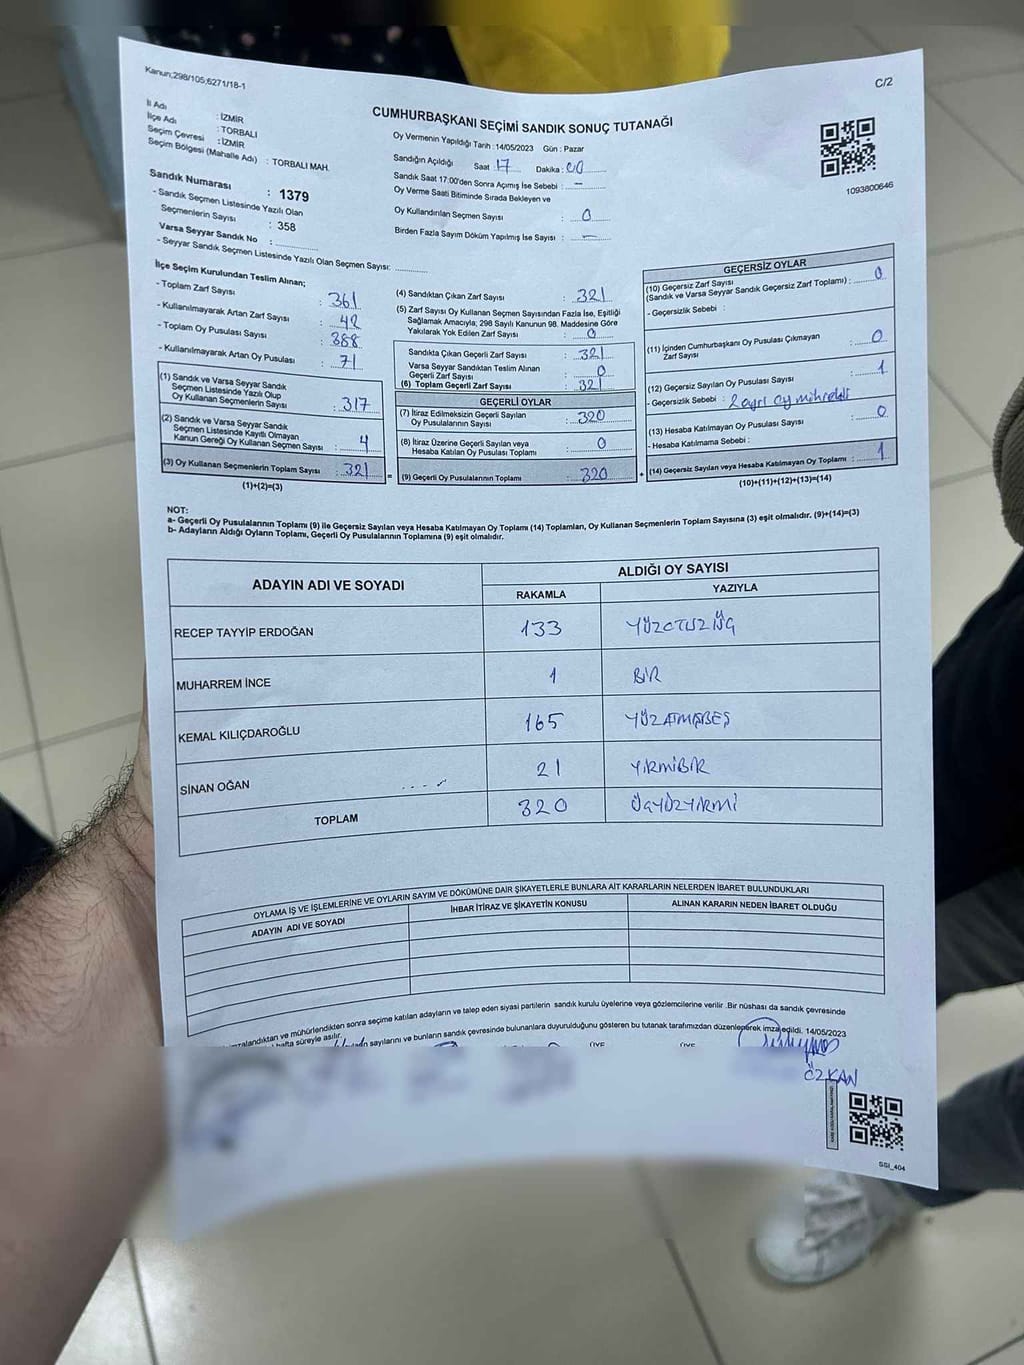 Kanun;298/105;6271/18-1
C/2
CUMHURBAŞKANI SEÇİMİ SANDIK SONUÇ TUTANAĞI
İl Adı : İZMİR
İlçe Adı : TORBALI
Seçim Çevresi : İZMİR
Seçim Bölgesi (Mahalle Adı) : TORBALI MAH.
Sandık Numarası : 1379
- Sandık Seçmen Listesinde Yazılı Olan
Seçmenlerin Sayısı : 358
Varsa Seyyar Sandık No :
- Seyyar Sandık Seçmen Listesinde Yazılı Olan Seçmen Sayısı:
Oy Vermenin Yapıldığı Tarih : 14/05/2023 Gün : Pazar
Sandığın Açıldığı Saat : 17 Dakika : 00
Sandık Saat 17:00'den Sonra Açımış İse Sebebi : -
Oy Verme Saati Bitiminde Sırada Bekleyen ve
Oy Kullandırılan Seçmen Sayısı : 0
Birden Fazla Sayım Döküm Yapılmış İse Sayısı : -
1093800646
İlçe Seçim Kurulundan Teslim Alınan;
- Toplam Zarf Sayısı : 361
- Kullanılmayarak Artan Zarf Sayısı : 42
- Toplam Oy Pusulası Sayısı : 388
- Kullanılmayarak Artan Oy Pusulası : 71
(1) Sandık ve Varsa Seyyar Sandık
Seçmen Listesinde Yazılı Olup
Oy Kullanan Seçmenlerin Sayısı : 317
(2) Sandık ve Varsa Seyyar Sandık
Seçmen Listesinde Kayıtlı Olmayan
Kanun Gereği Oy Kullanan Seçmen Sayısı : 4
(3) Oy Kullanan Seçmenlerin Toplam Sayısı : 321
(1)+(2)=(3)
=
(4) Sandıktan Çıkan Zarf Sayısı : 321
(5) Zarf Sayısı Oy Kullanan Seçmen Sayısından Fazla İse, Eşitliği
Sağlamak Amacıyla; 298 Sayılı Kanunun 98. Maddesine Göre
Yakılarak Yok Edilen Zarf Sayısı : 0
Sandıkta Çıkan Geçerli Zarf Sayısı : 321
Varsa Seyyar Sandıktan Teslim Alınan
Geçerli Zarf Sayısı : 0
(6) Toplam Geçerli Zarf Sayısı : 321
GEÇERLİ OYLAR
(7) İtiraz Edilmeksizin Geçerli Sayılan
Oy Pusulalarının Sayısı : 320
(8) İtiraz Üzerine Geçerli Sayılan veya
Hesaba Katılan Oy Pusulası Toplamı : 0
(9) Geçerli Oy Pusulalarının Toplamı : 320
+
GEÇERSİZ OYLAR
(10) Geçersiz Zarf Sayısı
(Sandık ve Varsa Seyyar Sandık Geçersiz Zarf Toplamı) : 0
- Geçersizlik Sebebi :
(11) İçinden Cumhurbaşkanı Oy Pusulası Çıkmayan
Zarf Sayısı : 0
(12) Geçersiz Sayılan Oy Pusulası Sayısı : 1
- Geçersizlik Sebebi : 2 ayrı oy mühreldi
(13) Hesaba Katılmayan Oy Pusulası Sayısı : 0
- Hesaba Katılmama Sebebi :
(14) Geçersiz Sayılan veya Hesaba Katılmayan Oy Toplamı : 1
(10)+(11)+(12)+(13)=(14)
NOT:
a- Geçerli Oy Pusulalarının Toplamı (9) ile Geçersiz Sayılan veya Hesaba Katılmayan Oy Toplamı (14) Toplamları, Oy Kullanan Seçmenlerin Toplam Sayısına (3) eşit olmalıdır. (9)+(14)=(3)
b- Adayların Aldığı Oyların Toplamı, Geçerli Oy Pusulalarının Toplamına (9) eşit olmalıdır.
ADAYIN ADI VE SOYADI
ALDIĞI OY SAYISI
RAKAMLA YAZIYLA
RECEP TAYYİP ERDOĞAN 133 YÜZOTUZÜÇ
MUHARREM İNCE 1 BİR
KEMAL KILIÇDAROĞLU 165 YÜZATMIŞBEŞ
SİNAN OĞAN 21 YİRMİBİR
TOPLAM 320 ÜÇYÜZYİRMİ
OYLAMA İŞ VE İŞLEMLERİNE VE OYLARIN SAYIM VE DÖKÜMÜNE DAİR ŞİKAYETLERLE BUNLARA AİT KARARLARIN NELERDEN İBARET BULUNDUKLARI
ADAYIN ADI VE SOYADI İHBAR İTİRAZ VE ŞİKAYETİN KONUSU ALINAN KARARIN NEDEN İBARET OLDUĞU
ve mühürlendikten sonra seçime katılan adayların ve talep eden siyasi partilerin sandık kurulu üyelerine veya gözlemcilerine verilir. Bir nüshası da sandık çevresinde
hafta süreyle asılır.
sayılarını ve bunların sandık çevresinde bulunanlara duyurulduğunu gösteren bu tutanak tarafımızdan düzenlenerek imza edildi. 14/05/2023
ÜYE ÜYE
ÖZKAN
SSI_404